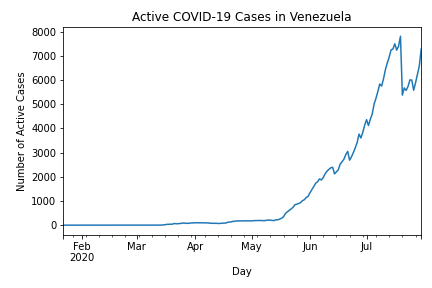 Active COVID-19 Cases in Venezuela
8000
7000
6000
5000
4000
3000
2000
1000
0
Number of Active Cases
Feb Mar Apr May Jun Jul
2020
Day